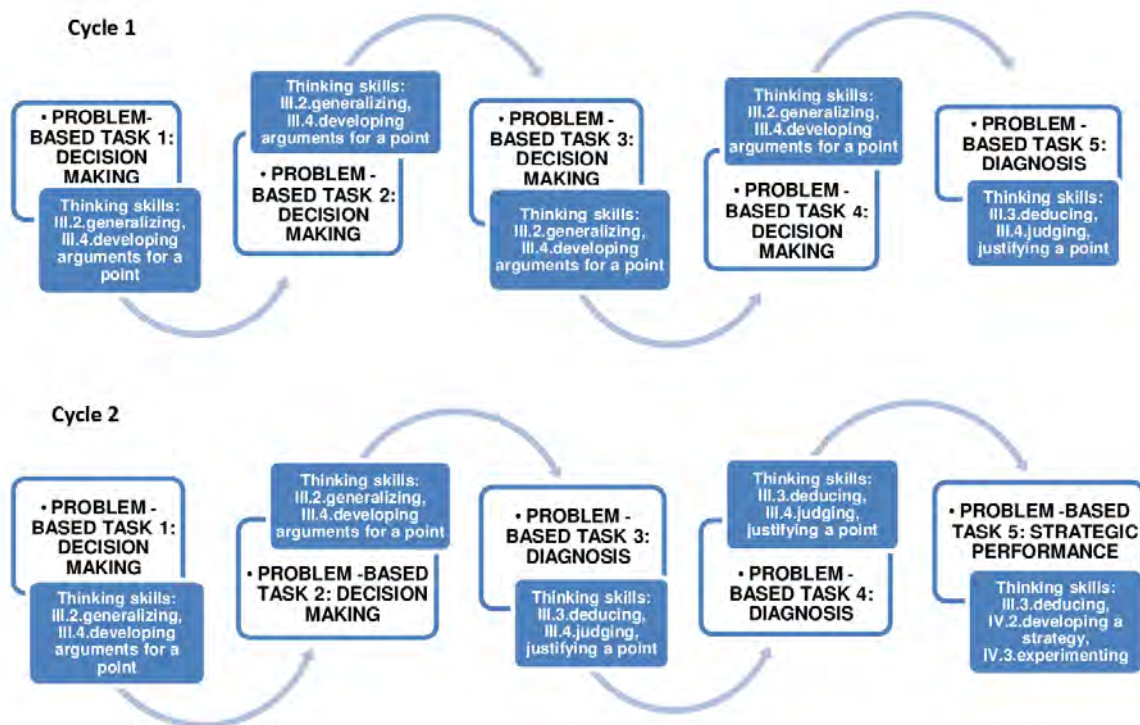 Cycle 1
• PROBLEM-
BASED TASK 1:
DECISION
MAKING
Thinking skills:
III.2.generalizing,
III.4.developing
arguments for a
point
Thinking skills:
III.2.generalizing,
III.4.developing
arguments for a point
• PROBLEM -
BASED TASK 2:
DECISION
MAKING
• PROBLEM -
BASED TASK 3:
DECISION
MAKING
Thinking skills:
III.2.generalizing,
III.4.developing
arguments for a point
Thinking skills:
III.2.generalizing,
III.4.developing
arguments for a point
• PROBLEM -
BASED TASK 4:
DECISION
MAKING
• PROBLEM -
BASED TASK 5:
DIAGNOSIS
Thinking skills:
III.3.deducing,
III.4.judging,
justifying a point
Cycle 2
• PROBLEM -
BASED TASK 1:
DECISION
MAKING
Thinking skills:
III.2.generalizing,
III.4.developing
arguments for a
point
Thinking skills:
III.2.generalizing,
III.4.developing
arguments for a point
• PROBLEM -BASED
TASK 2: DECISION
MAKING
• PROBLEM -
BASED TASK 3:
DIAGNOSIS
Thinking skills:
III.3.deducing,
III.4.judging,
justifying a point
Thinking skills:
III.3.deducing,
III.4.judging,
justifying a point
• PROBLEM -
BASED TASK 4:
DIAGNOSIS
• PROBLEM -BASED
TASK 5: STRATEGIC
PERFORMANCE
Thinking skills:
III.3.deducing,
IV.2.developing a
strategy,
IV.3.experimenting